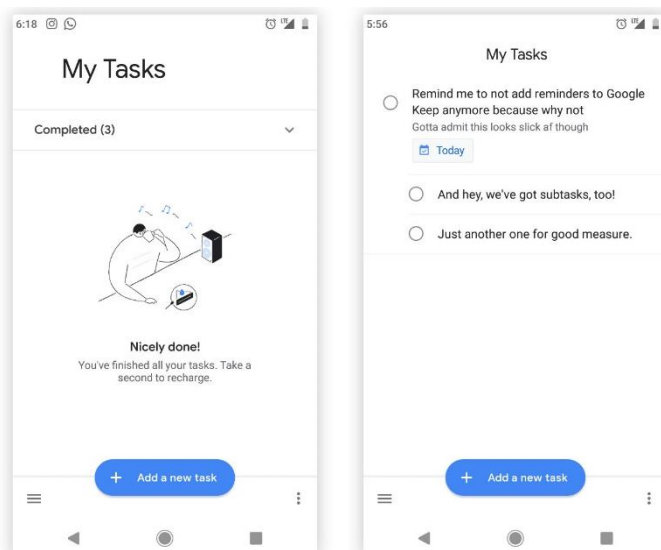 6:18
LTE
My Tasks
Completed (3)
Nicely done!
You've finished all your tasks. Take a
second to recharge.
+ Add a new task
5:56
LTE
My Tasks
Remind me to not add reminders to Google
Keep anymore because why not
Gotta admit this looks slick af though
Today
And hey, we've got subtasks, too!
Just another one for good measure.
+ Add a new task